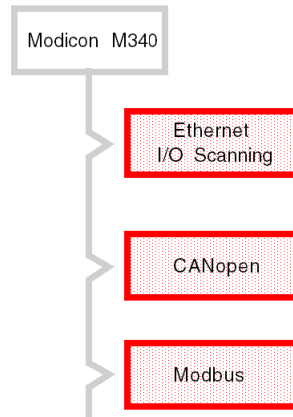 Modicon M340
Ethernet
I/O Scanning
CANopen
Modbus